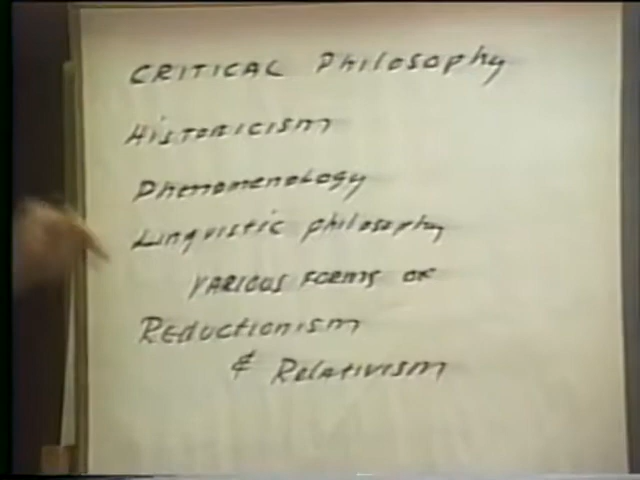 CRITICAL Philosophy
Historicism
Phenomenology
Linguistic philosophy
VARIOUS FORMS OF
Reductionism
& Relativism